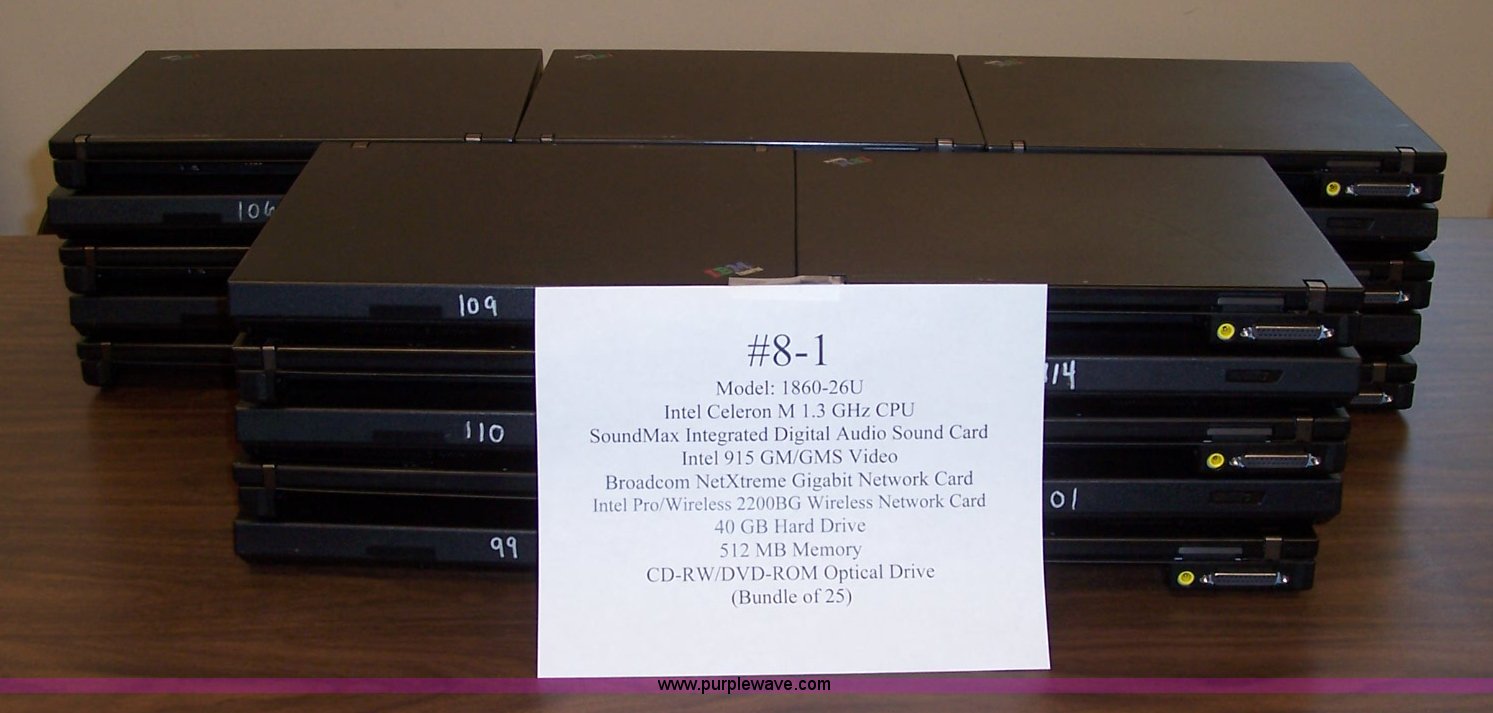 106
109
110
99
114
01
#8-1
Model: 1860-26U
Intel Celeron M 1.3 GHz CPU
SoundMax Integrated Digital Audio Sound Card
Intel 915 GM/GMS Video
Broadcom NetXtreme Gigabit Network Card
Intel Pro/Wireless 2200BG Wireless Network Card
40 GB Hard Drive
512 MB Memory
CD-RW/DVD-ROM Optical Drive
(Bundle of 25)
www.purplewave.com